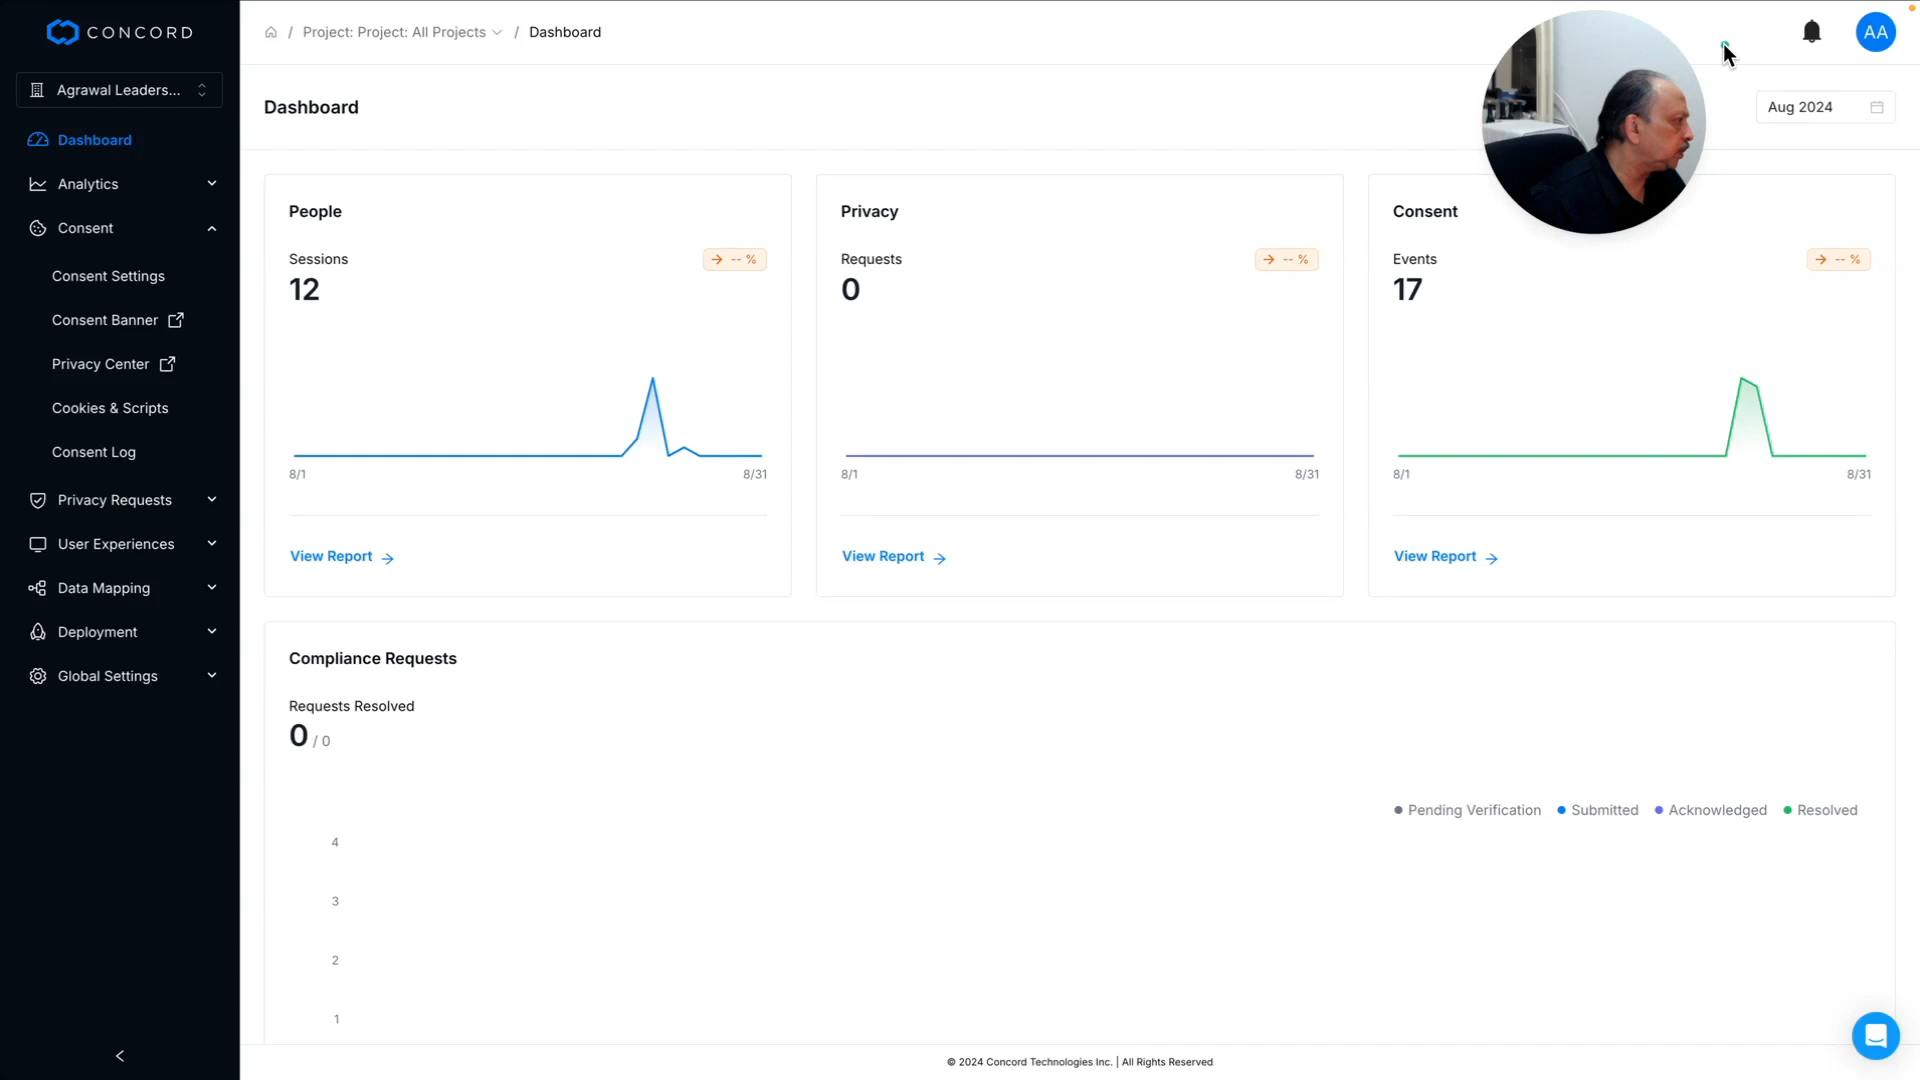 CONCORD
Agrawal Leaders...
Dashboard
Analytics
Consent
Consent Settings
Consent Banner
Privacy Center
Cookies & Scripts
Consent Log
Privacy Requests
User Experiences
Data Mapping
Deployment
Global Settings
/ Project: Project: All Projects / Dashboard
AA
Dashboard
Aug 2024
People
Sessions
-- %
12
8/1
8/31
View Report
Privacy
Requests
-- %
0
8/1
8/31
View Report
Consent
Events
-- %
17
8/1
8/31
View Report
Compliance Requests
Requests Resolved
0 / 0
Pending Verification
Submitted
Acknowledged
Resolved
4
3
2
1
© 2024 Concord Technologies Inc. | All Rights Reserved